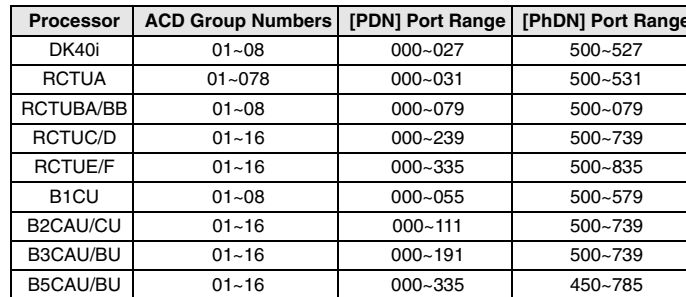 Processor ACD Group Numbers [PDN] Port Range [PhDN] Port Range
DK40i 01~08 000~027 500~527
RCTUA 01~078 000~031 500~531
RCTUBA/BB 01~08 000~079 500~079
RCTUC/D 01~16 000~239 500~739
RCTUE/F 01~16 000~335 500~835
B1CU 01~08 000~055 500~579
B2CAU/CU 01~16 000~111 500~739
B3CAU/BU 01~16 000~191 500~739
B5CAU/BU 01~16 000~335 450~785